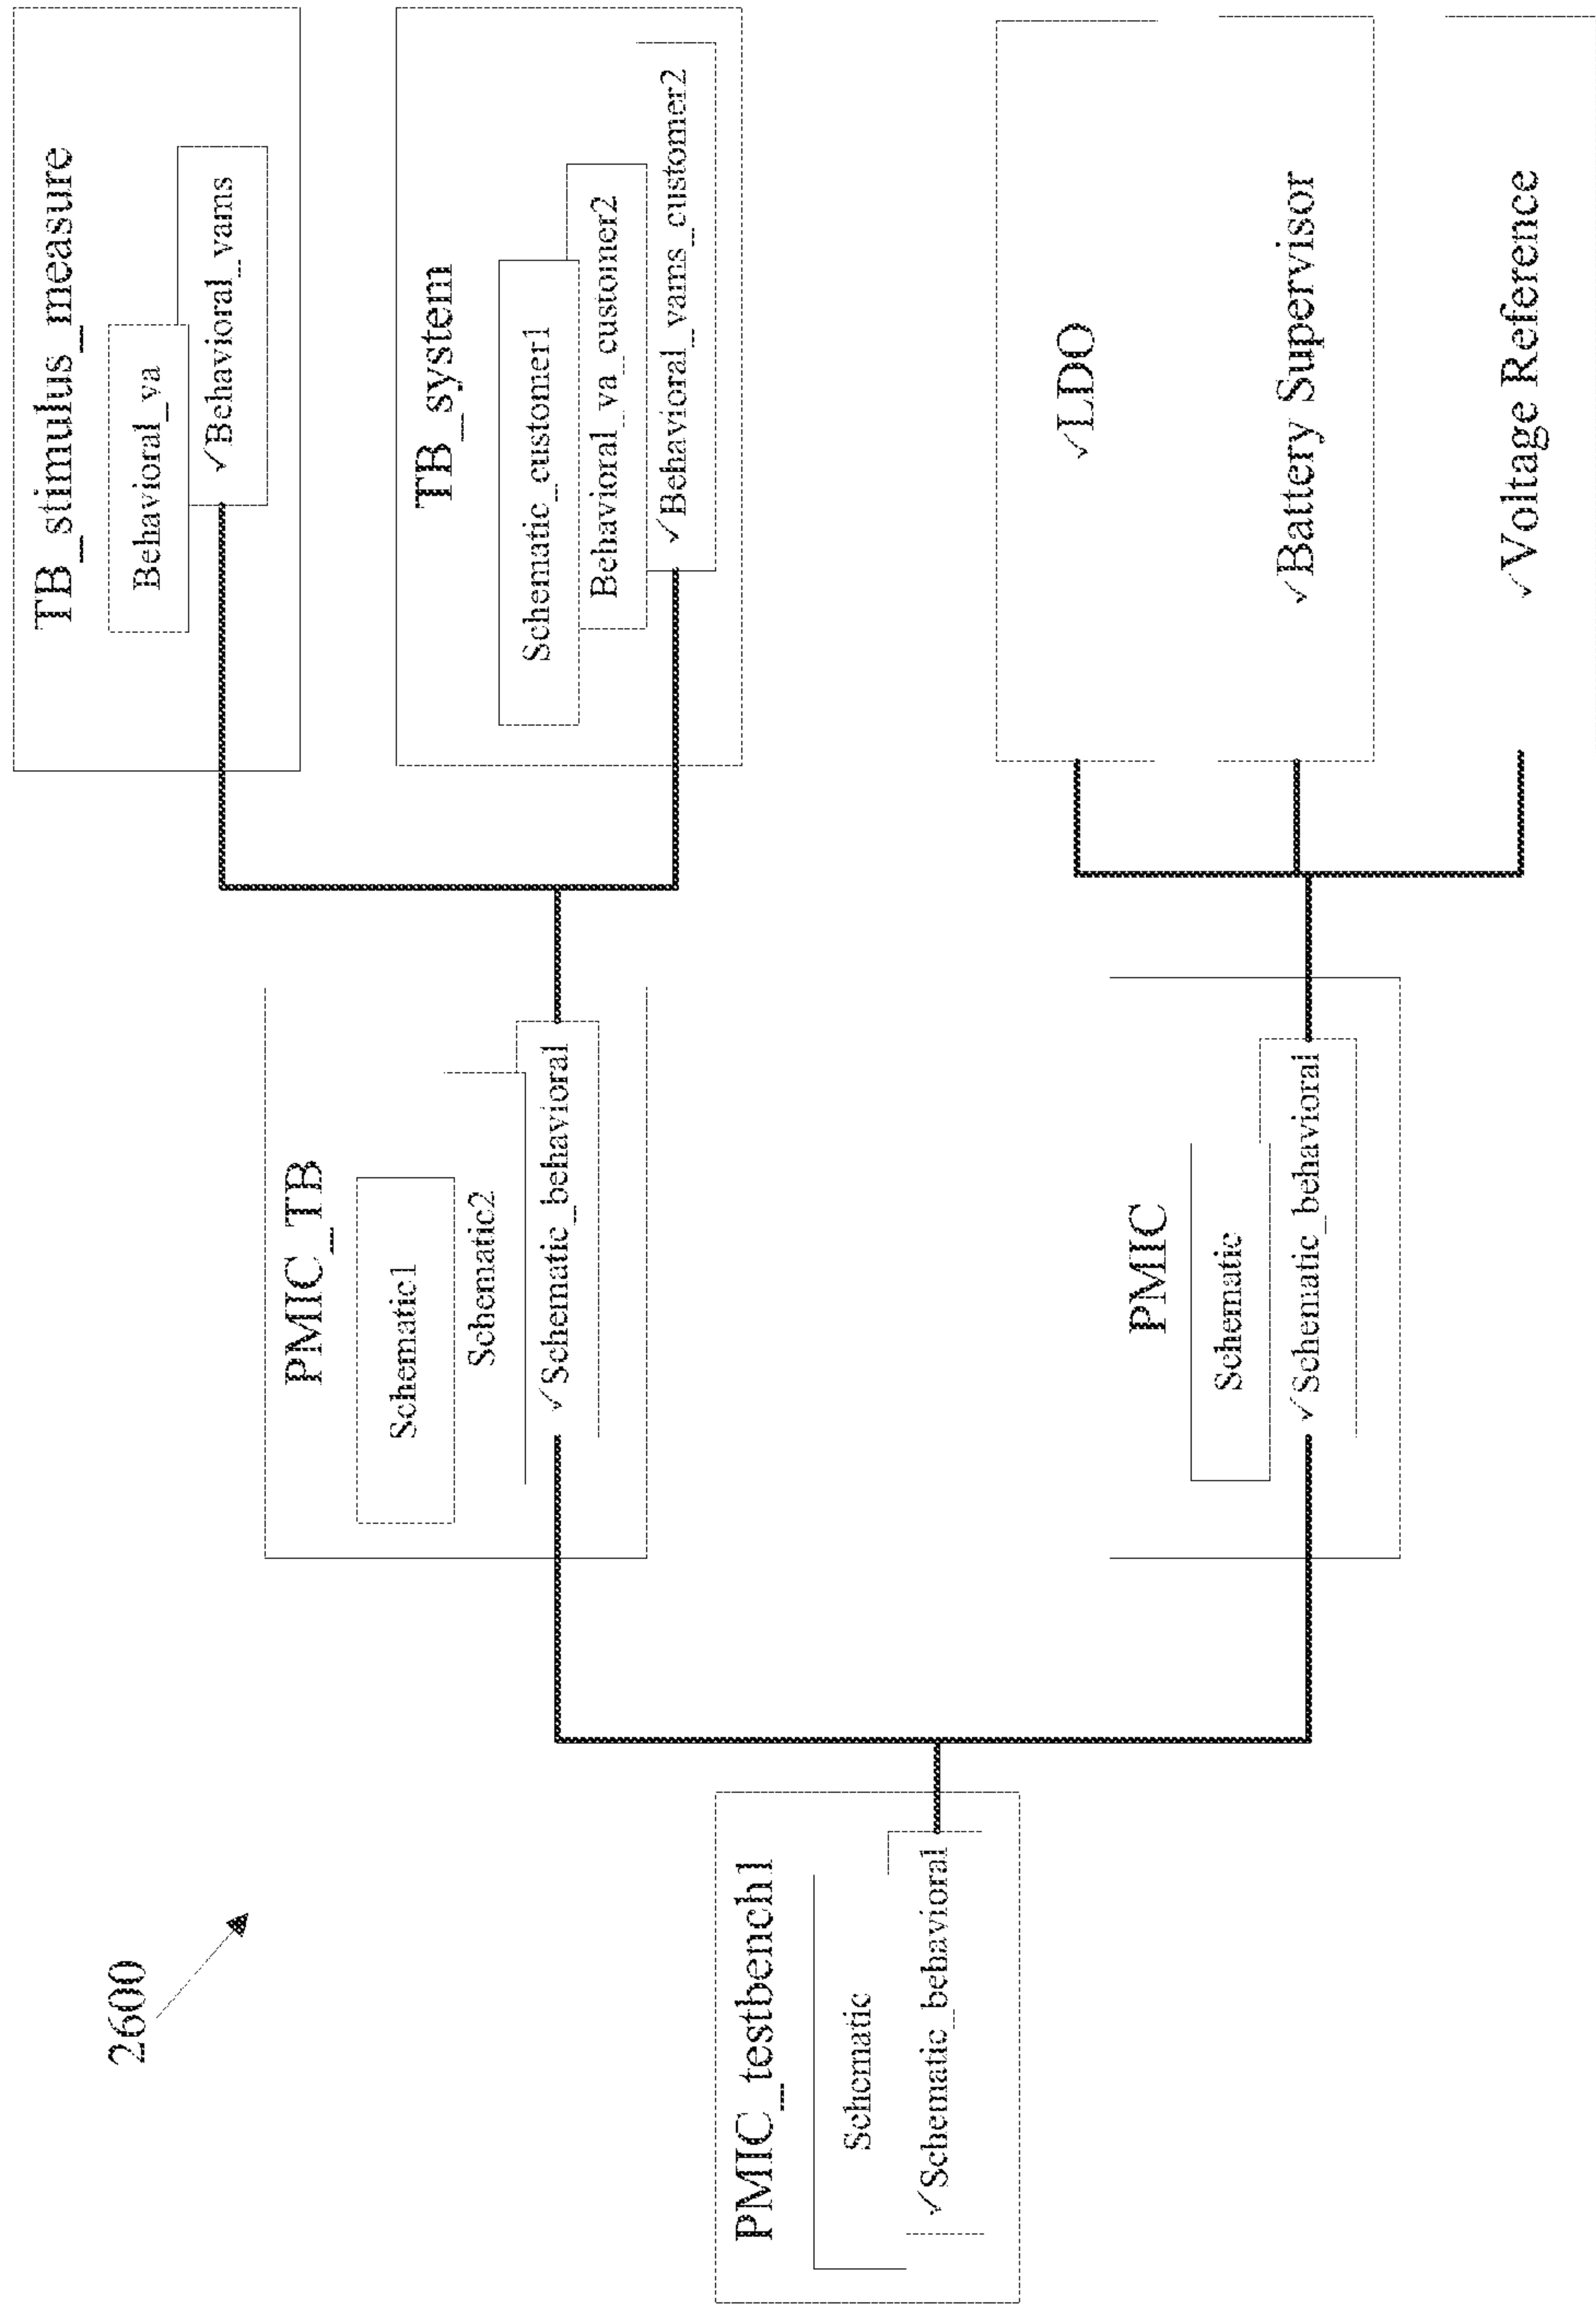 2600
PMIC_testbench1
Schematic
✓Schematic_behavioral
PMIC_TB
Schematic1
Schematic2
✓Schematic_behavioral
PMIC
Schematic
✓Schematic_behavioral
TB_stimulus_measure
Behavioral_va
✓Behavioral_vams
TB_system
Schematic_customer1
Behavioral_va_customer2
✓Behavioral_vams_customer2
✓LDO
✓Battery Supervisor
✓Voltage Reference